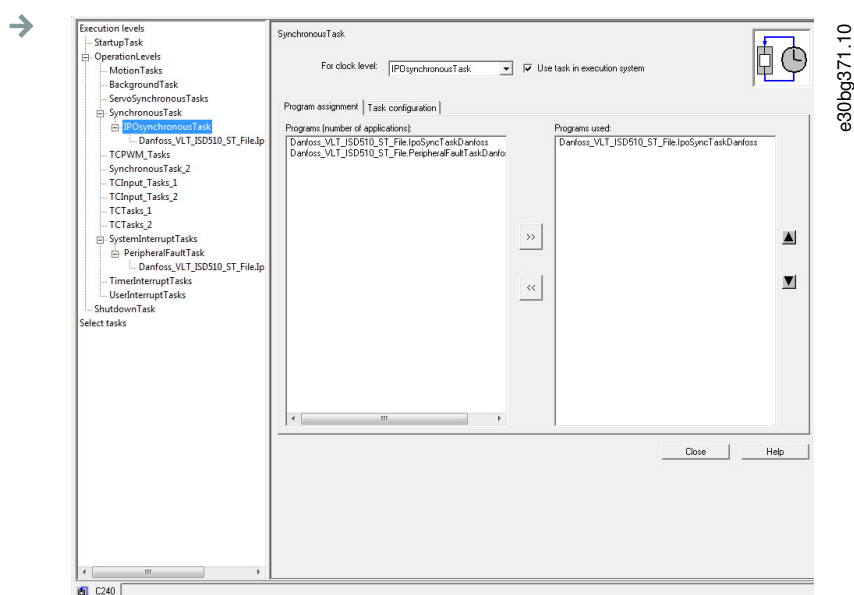 Execution levels
StartupTask
OperationLevels
MotionTasks
BackgroundTask
ServoSynchronousTasks
SynchronousTask
IPOsynchronousTask
Danfoss_VLT_ISD510_ST_File.Ip
TCPWM_Tasks
SynchronousTask_2
TCInput_Tasks_1
TCInput_Tasks_2
TCTasks_1
TCTasks_2
SystemInterruptTasks
PeripheralFaultTask
Danfoss_VLT_ISD510_ST_File.Ip
TimerInterruptTasks
UserInterruptTasks
ShutdownTask
Select tasks
SynchronousTask
For clock level: IPOsynchronousTask Use task in execution system
Program assignment Task configuration
Programs (number of applications):
Danfoss_VLT_ISD510_ST_File.IpoSyncTaskDanfoss
Danfoss_VLT_ISD510_ST_File.PeripheralFaultTaskDanfo
>>
<<
Programs used:
Danfoss_VLT_ISD510_ST_File.IpoSyncTaskDanfoss
Close Help
C240
e30bg371.10